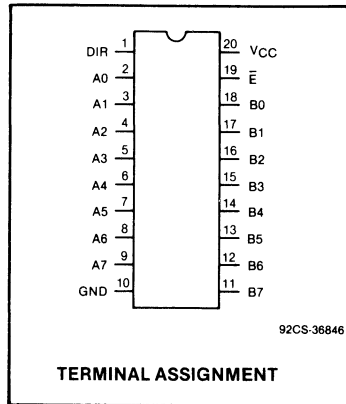 DIR 1 20 VCC
A0 2 19 E̅
A1 3 18 B0
A2 4 17 B1
A3 5 16 B2
A4 6 15 B3
A5 7 14 B4
A6 8 13 B5
A7 9 12 B6
GND 10 11 B7
92CS-36846
TERMINAL ASSIGNMENT